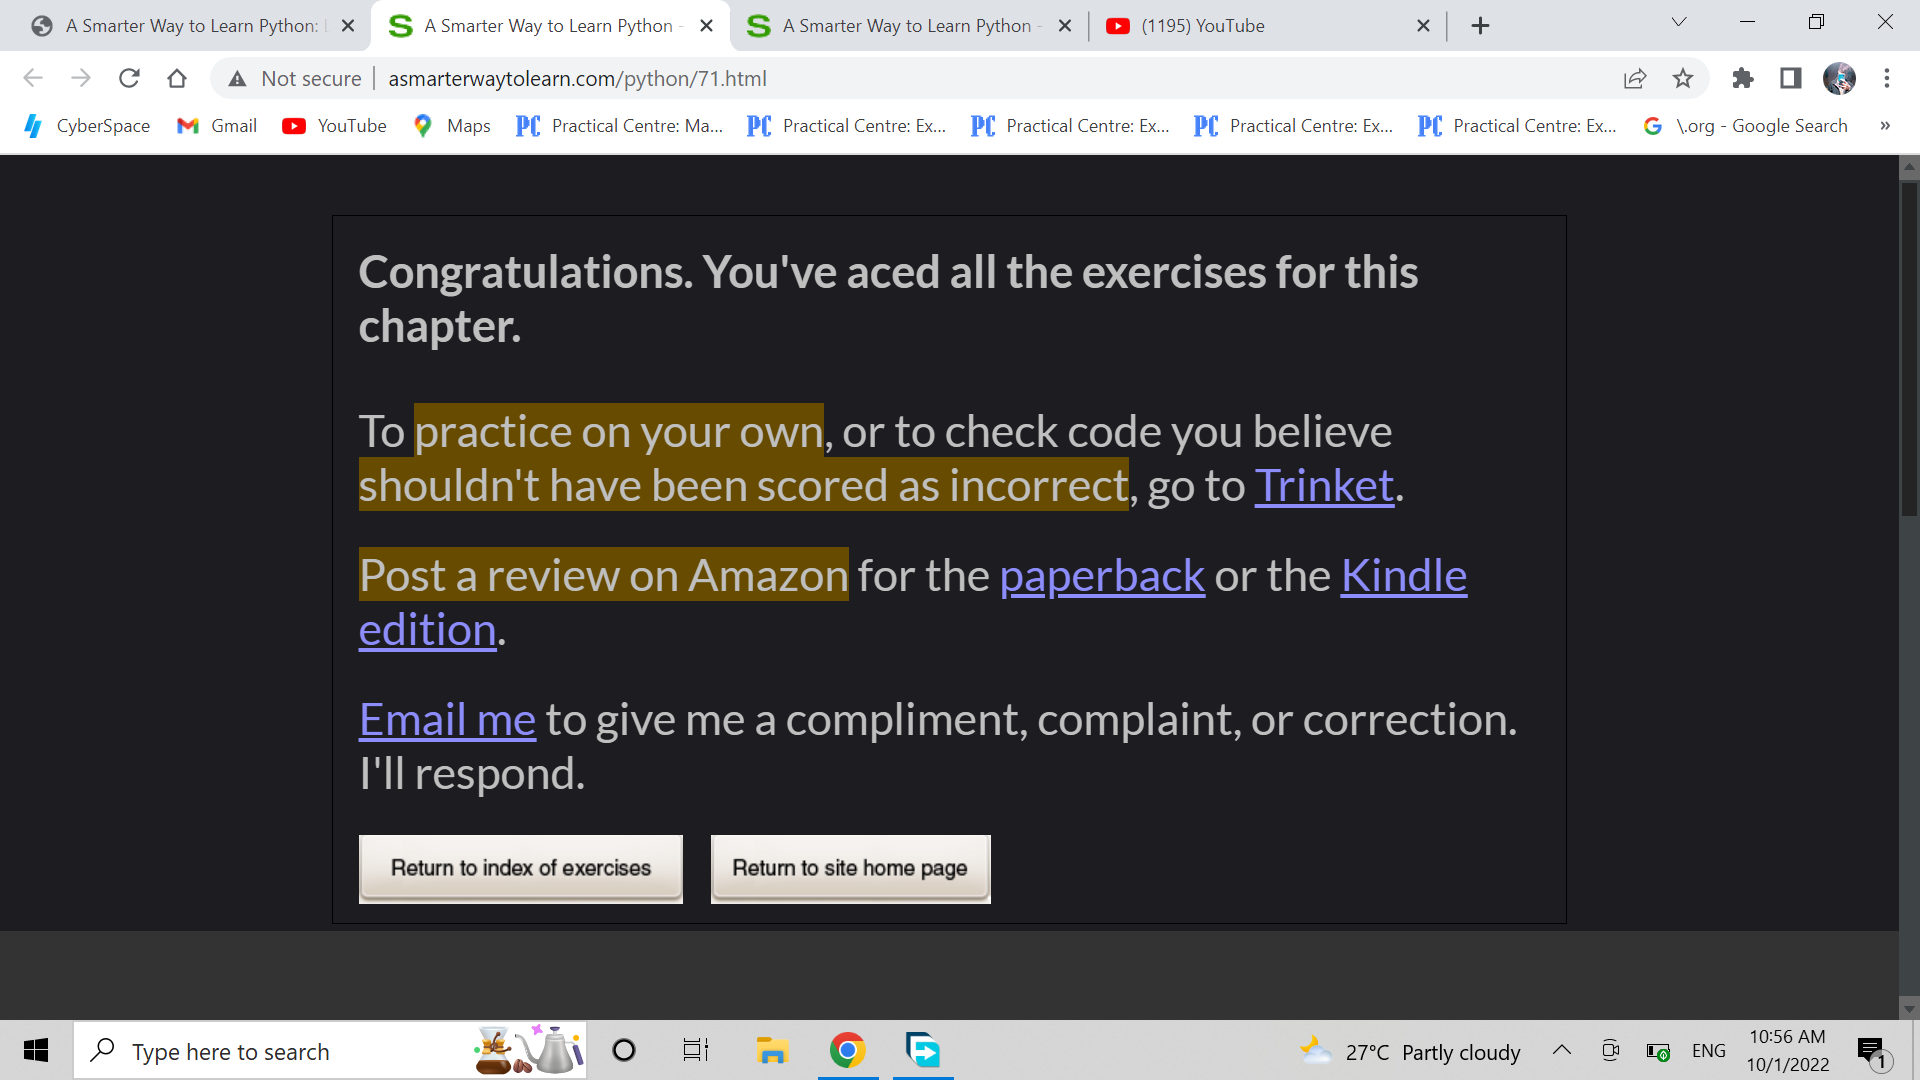 A Smarter Way to Learn Python:
A Smarter Way to Learn Python -
A Smarter Way to Learn Python -
(1195) YouTube
Not secure
asmarterwaytolearn.com/python/71.html
CyberSpace
Gmail
YouTube
Maps
PC Practical Centre: Ma...
PC Practical Centre: Ex...
PC Practical Centre: Ex...
PC Practical Centre: Ex...
PC Practical Centre: Ex...
\.org - Google Search
»
Congratulations. You've aced all the exercises for this
chapter.
To practice on your own, or to check code you believe
shouldn't have been scored as incorrect, go to Trinket.
Post a review on Amazon for the paperback or the Kindle
edition.
Email me to give me a compliment, complaint, or correction.
I'll respond.
Return to index of exercises
Return to site home page
Type here to search
27°C Partly cloudy
ENG
10:56 AM
10/1/2022
1